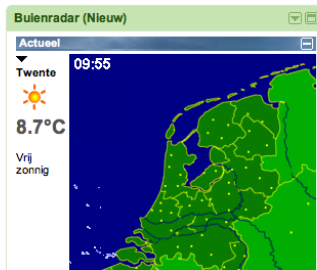 Buienradar (Nieuw)
Actueel
Twente
09:55
8.7°C
Vrij
zonnig